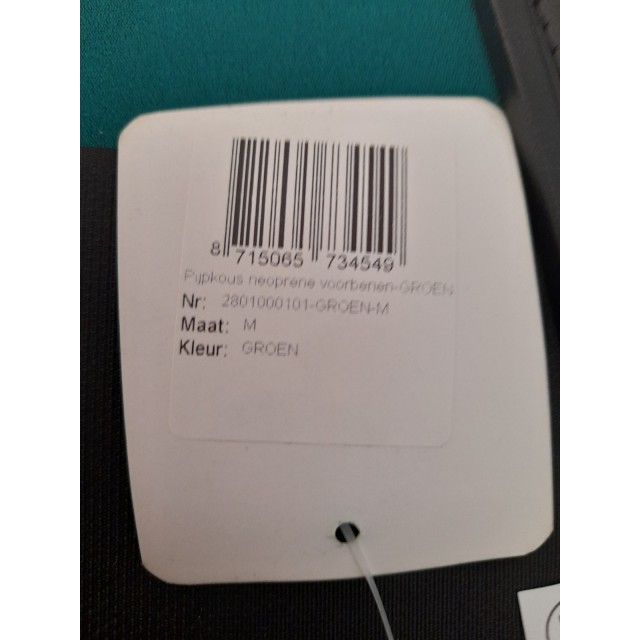 8 715065 734549
Pijpkous neoprene voorbenen-GROEN
Nr: 2801000101-GROEN-M
Maat: M
Kleur: GROEN